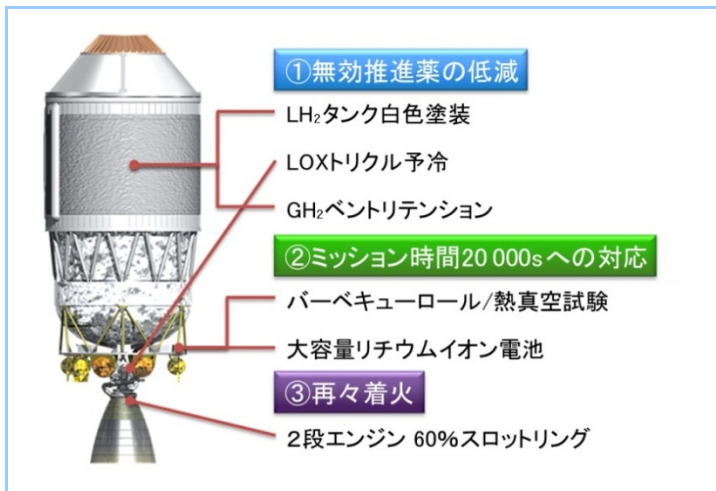 ①無効推進薬の低減
LH₂タンク白色塗装
LOXトリクル予冷
GH₂ベントリテンション
②ミッション時間20 000sへの対応
バーベキューロール/熱真空試験
大容量リチウムイオン電池
③再々着火
2段エンジン 60%スロットリング